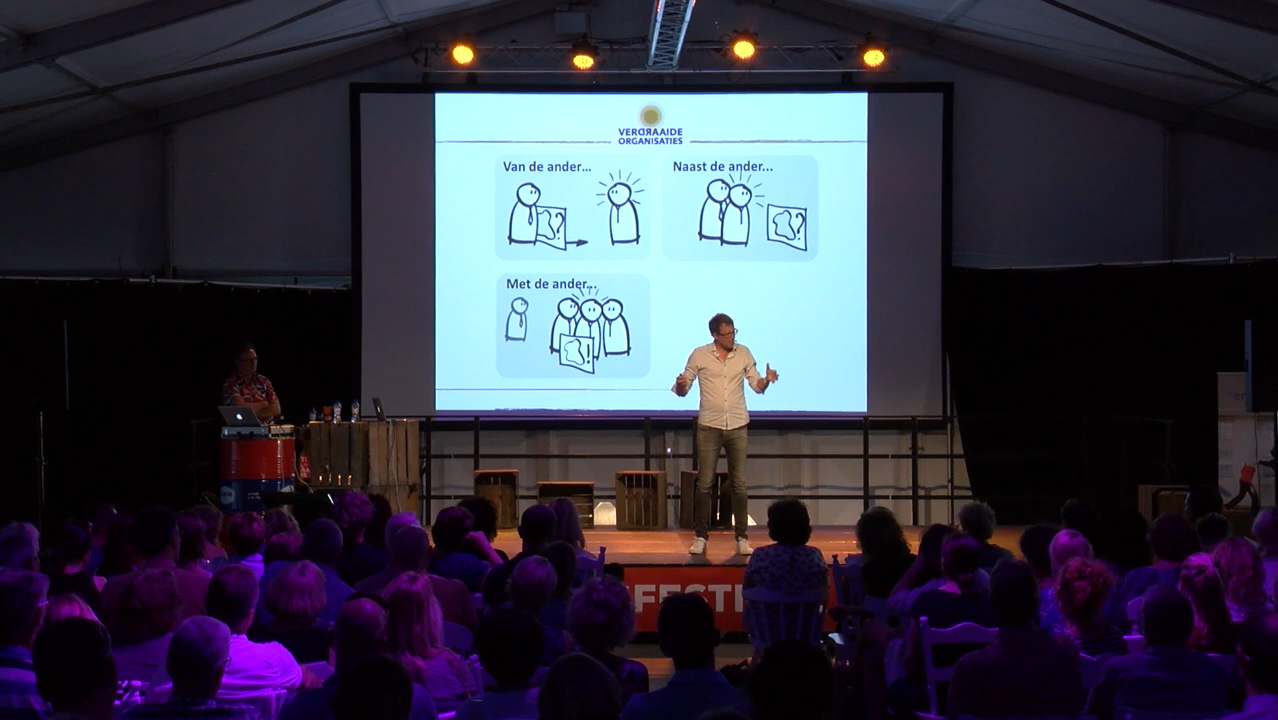 VERDRAAIDE
ORGANISATIES
Van de ander...
Naast de ander...
?
?
Met de ander...
!
FESTI